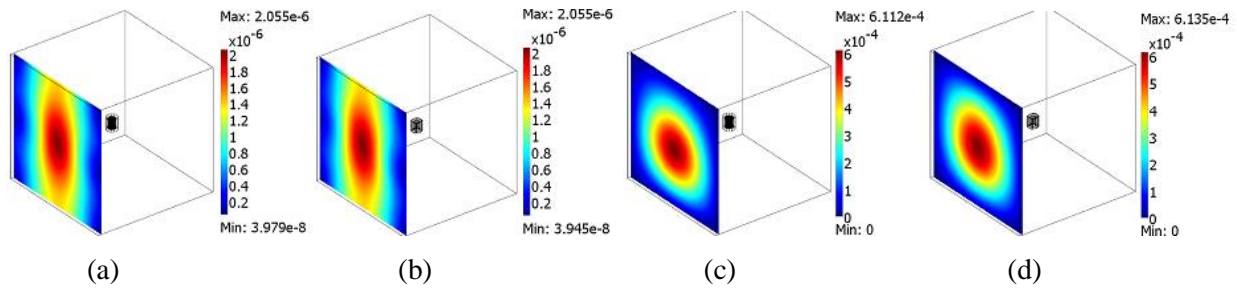 Max: 2.055e-6
x10⁻⁶
2
1.8
1.6
1.4
1.2
1
0.8
0.6
0.4
0.2
Min: 3.979e-8
(a)
Max: 2.055e-6
x10⁻⁶
2
1.8
1.6
1.4
1.2
1
0.8
0.6
0.4
0.2
Min: 3.945e-8
(b)
Max: 6.112e-4
x10⁻⁴
6
5
4
3
2
1
0
Min: 0
(c)
Max: 6.135e-4
x10⁻⁴
6
5
4
3
2
1
0
Min: 0
(d)